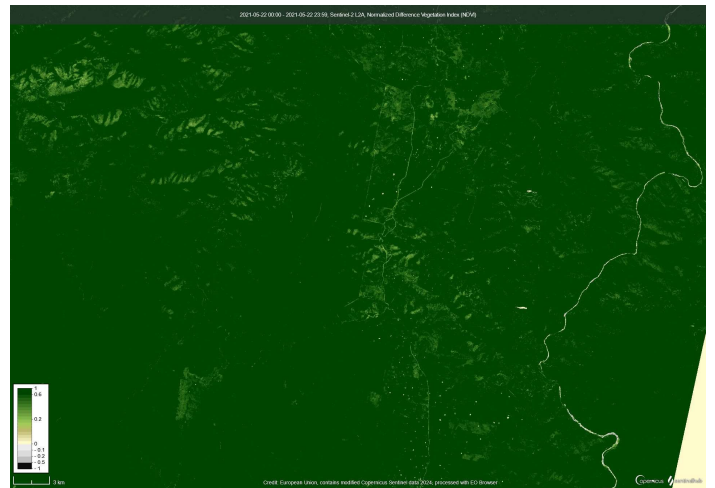 2021-05-22 00:00 - 2021-05-22 23:59, Sentinel-2 L2A, Normalized Difference Vegetation Index (NDVI)
1
0.6
0.2
0
- 0.1
- 0.2
- 0.5
- 1
3 km
Credit: European Union, contains modified Copernicus Sentinel data 2024, processed with EO Browser
opernicus
sentinelhub